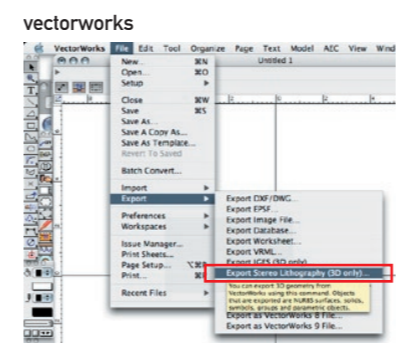 vectorworks
VectorWorks File Edit Tool Organize Page Text Model AEC View Wind
Untitled 1
New... ⌘N
Open... ⌘O
Setup
Close ⌘W
Save ⌘S
Save As...
Save A Copy As...
Save As Template...
Revert To Saved
Batch Convert...
Import
Export
Preferences
Workspaces
Issue Manager...
Print Sheets...
Page Setup...
Print...
Recent Files
Export DXF/DWG...
Export EPSF...
Export Image File...
Export Database...
Export Worksheet...
Export VRML...
Export IGES (3D only)...
Export Stereo Lithography (3D only)...
You can export 3D geometry from
VectorWorks using this command. Objects
that are exported are NURBS surfaces, solids,
symbols, groups and parametric objects.
Export as VectorWorks 8 File...
Export as VectorWorks 9 File...